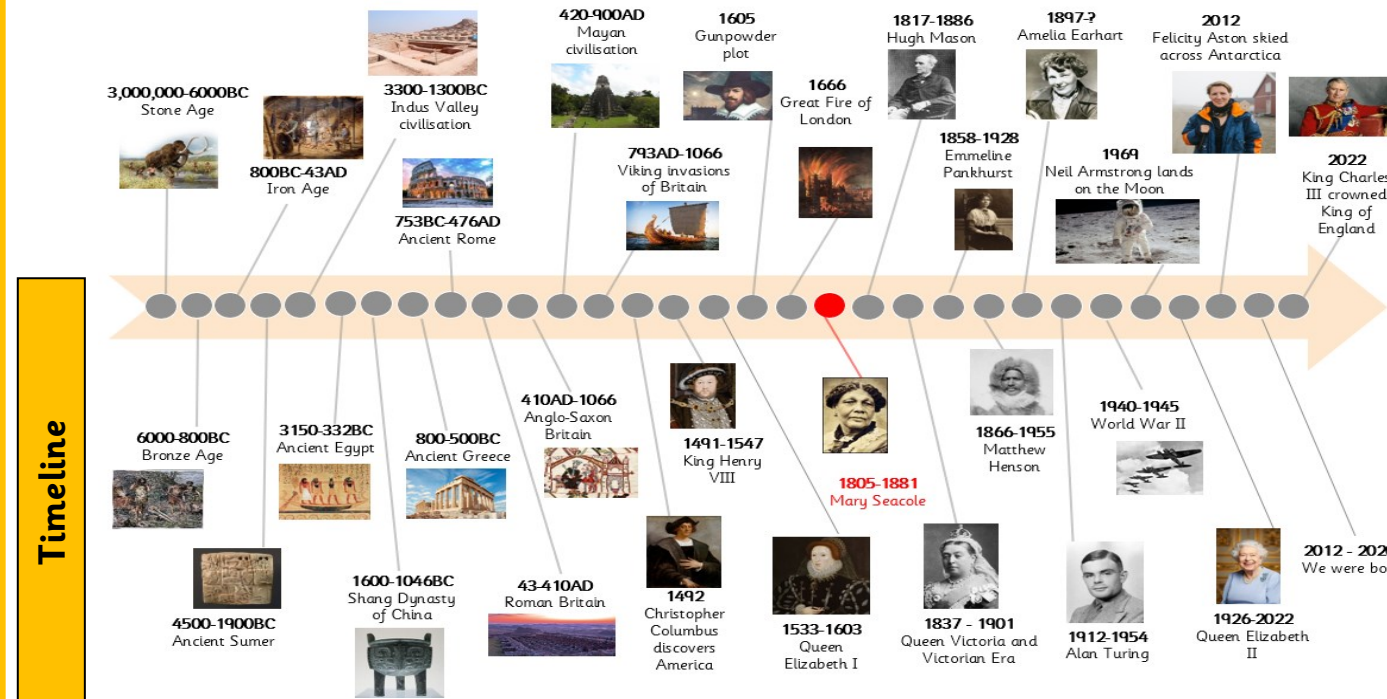 Timeline
3,000,000-6000BC
Stone Age
800BC-43AD
Iron Age
3300-1300BC
Indus Valley
civilisation
753BC-476AD
Ancient Rome
420-900AD
Mayan
civilisation
793AD-1066
Viking invasions
of Britain
1605
Gunpowder
plot
1666
Great Fire of
London
1817-1886
Hugh Mason
1858-1928
Emmeline
Pankhurst
1897-?
Amelia Earhart
1969
Neil Armstrong lands
on the Moon
2012
Felicity Aston skied
across Antarctica
2022
King Charles
III crowned
King of
England
6000-800BC
Bronze Age
4500-1900BC
Ancient Sumer
3150-332BC
Ancient Egypt
1600-1046BC
Shang Dynasty
of China
800-500BC
Ancient Greece
43-410AD
Roman Britain
410AD-1066
Anglo-Saxon
Britain
1492
Christopher
Columbus
discovers
America
1491-1547
King Henry
VIII
1533-1603
Queen
Elizabeth I
1805-1881
Mary Seacole
1837 - 1901
Queen Victoria and
Victorian Era
1866-1955
Matthew
Henson
1912-1954
Alan Turing
1940-1945
World War II
1926-2022
Queen Elizabeth
II
2012 -
We were